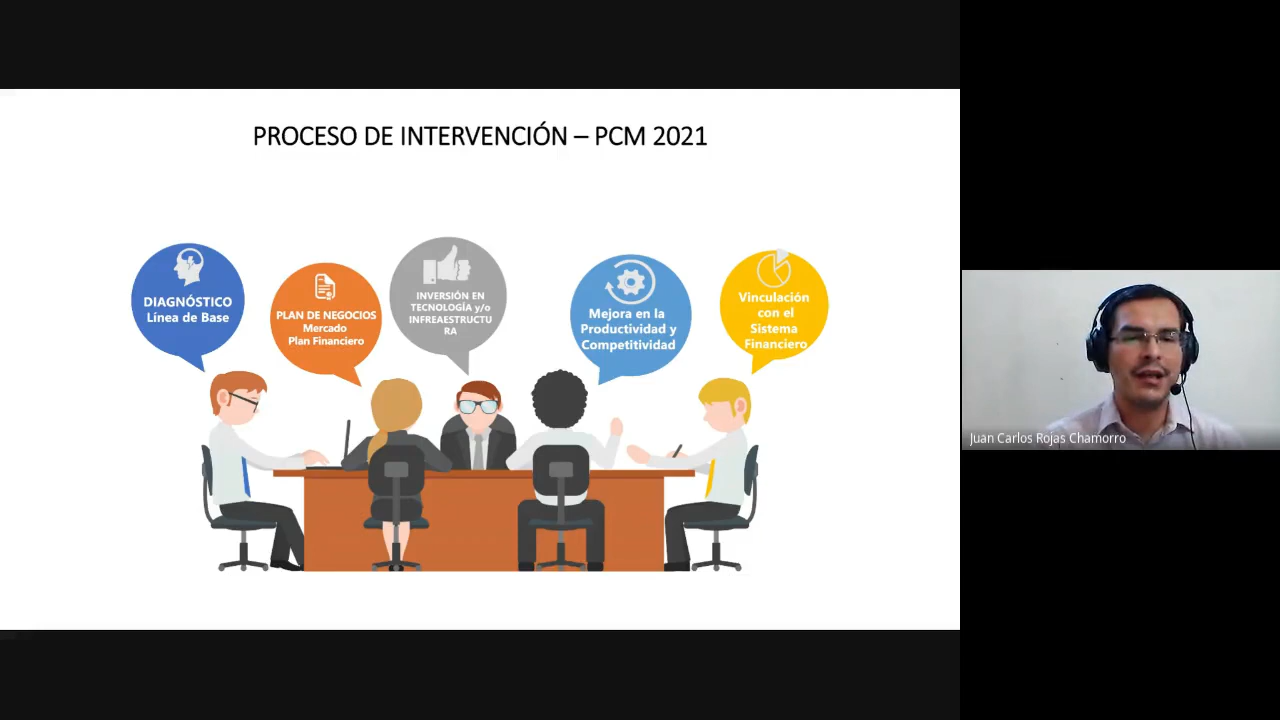 PROCESO DE INTERVENCIÓN – PCM 2021
DIAGNÓSTICO
Línea de Base
PLAN DE NEGOCIOS
Mercado
Plan Financiero
INVERSIÓN EN
TECNOLOGÍA y/o
INFREAESTRUCTU
RA
Mejora en la
Productividad y
Competitividad
Vinculación
con el
Sistema
Financiero
Juan Carlos Rojas Chamorro